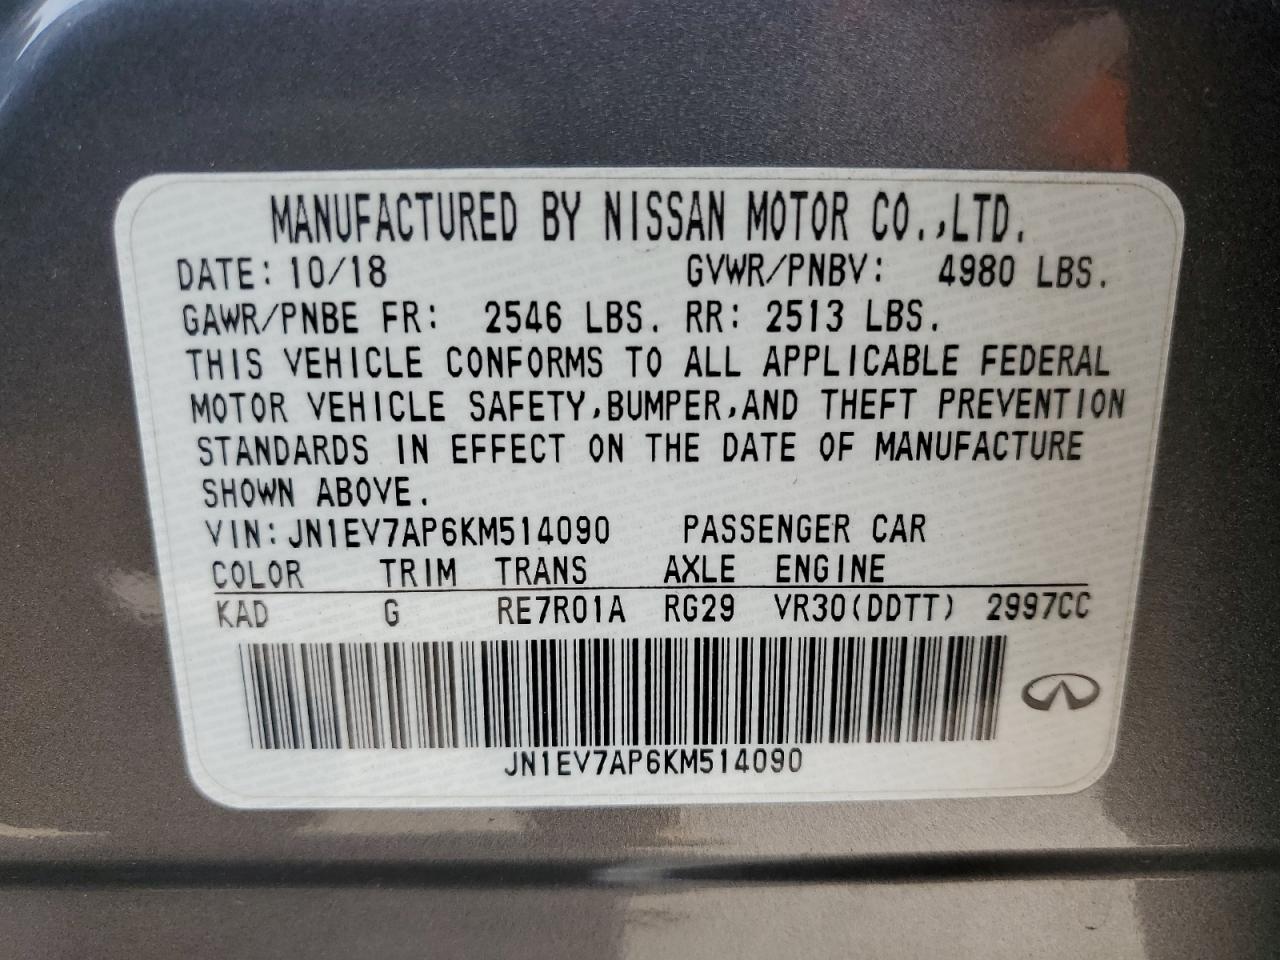 MANUFACTURED BY NISSAN MOTOR CO.,LTD.
DATE: 10/18 GVWR/PNBV: 4980 LBS.
GAWR/PNBE FR: 2546 LBS. RR: 2513 LBS.
THIS VEHICLE CONFORMS TO ALL APPLICABLE FEDERAL
MOTOR VEHICLE SAFETY,BUMPER,AND THEFT PREVENTION
STANDARDS IN EFFECT ON THE DATE OF MANUFACTURE
SHOWN ABOVE.
VIN:JN1EV7AP6KM514090 PASSENGER CAR
COLOR TRIM TRANS AXLE ENGINE
KAD G RE7R01A RG29 VR30(DDTT) 2997CC
JN1EV7AP6KM514090